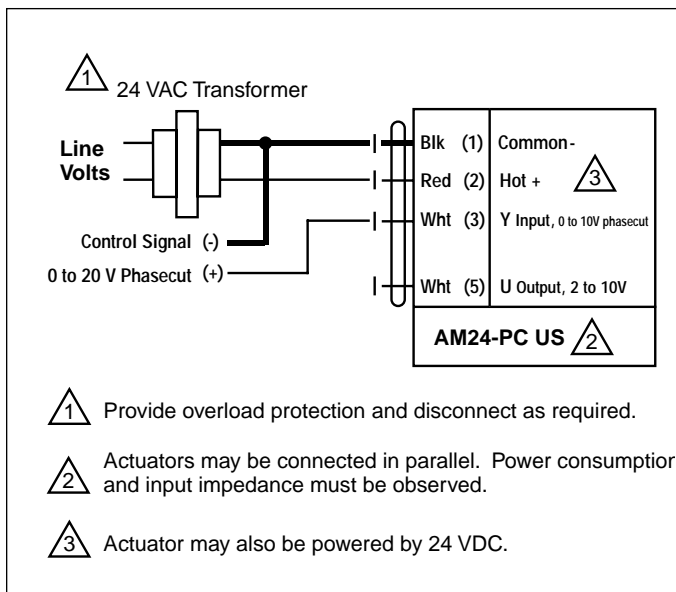 1 24 VAC Transformer
Line
Volts
Blk (1) Common-
Red (2) Hot + 3
Wht (3) Y Input, 0 to 10V phasecut
Control Signal (-)
0 to 20 V Phasecut (+)
Wht (5) U Output, 2 to 10V
AM24-PC US 2
1 Provide overload protection and disconnect as required.
2 Actuators may be connected in parallel. Power consumption
and input impedance must be observed.
3 Actuator may also be powered by 24 VDC.